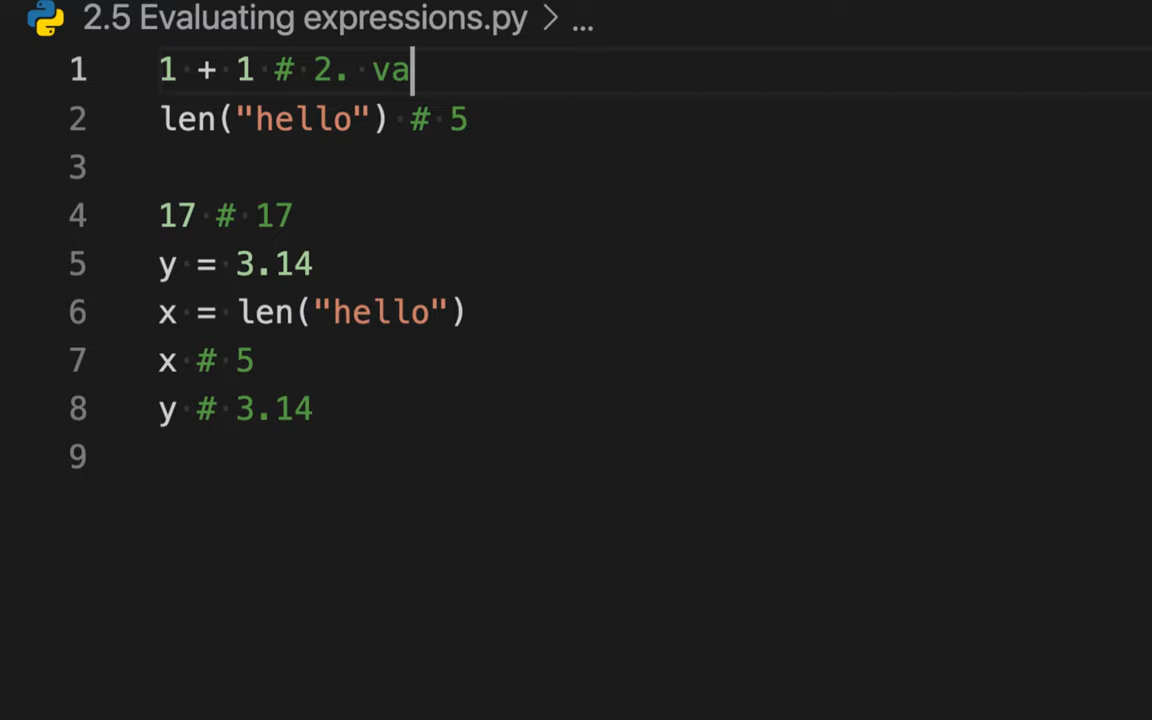 2.5 Evaluating expressions.py > ...
1 1 + 1 # 2. va
2 len("hello") # 5
3
4 17 # 17
5 y = 3.14
6 x = len("hello")
7 x # 5
8 y # 3.14
9